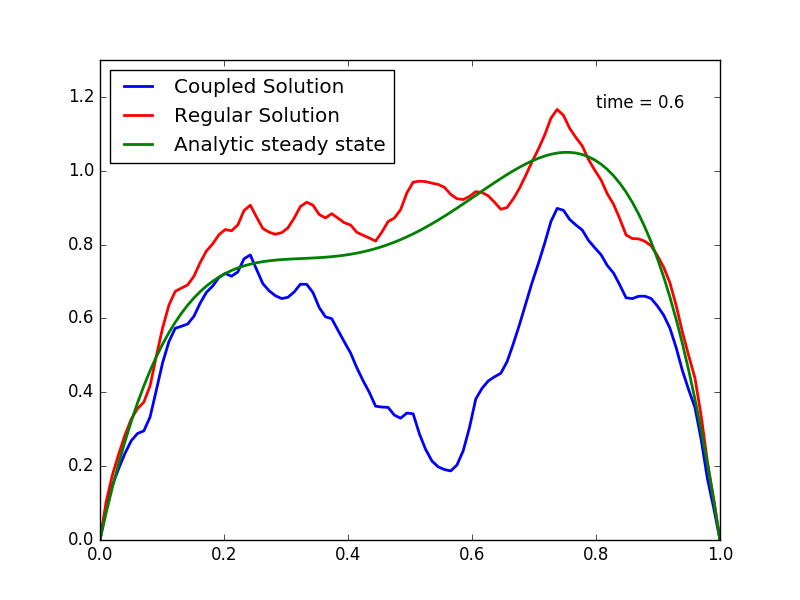 Coupled Solution
Regular Solution
Analytic steady state
time = 0.6
1.2
1.0
0.8
0.6
0.4
0.2
0.0
0.0 0.2 0.4 0.6 0.8 1.0